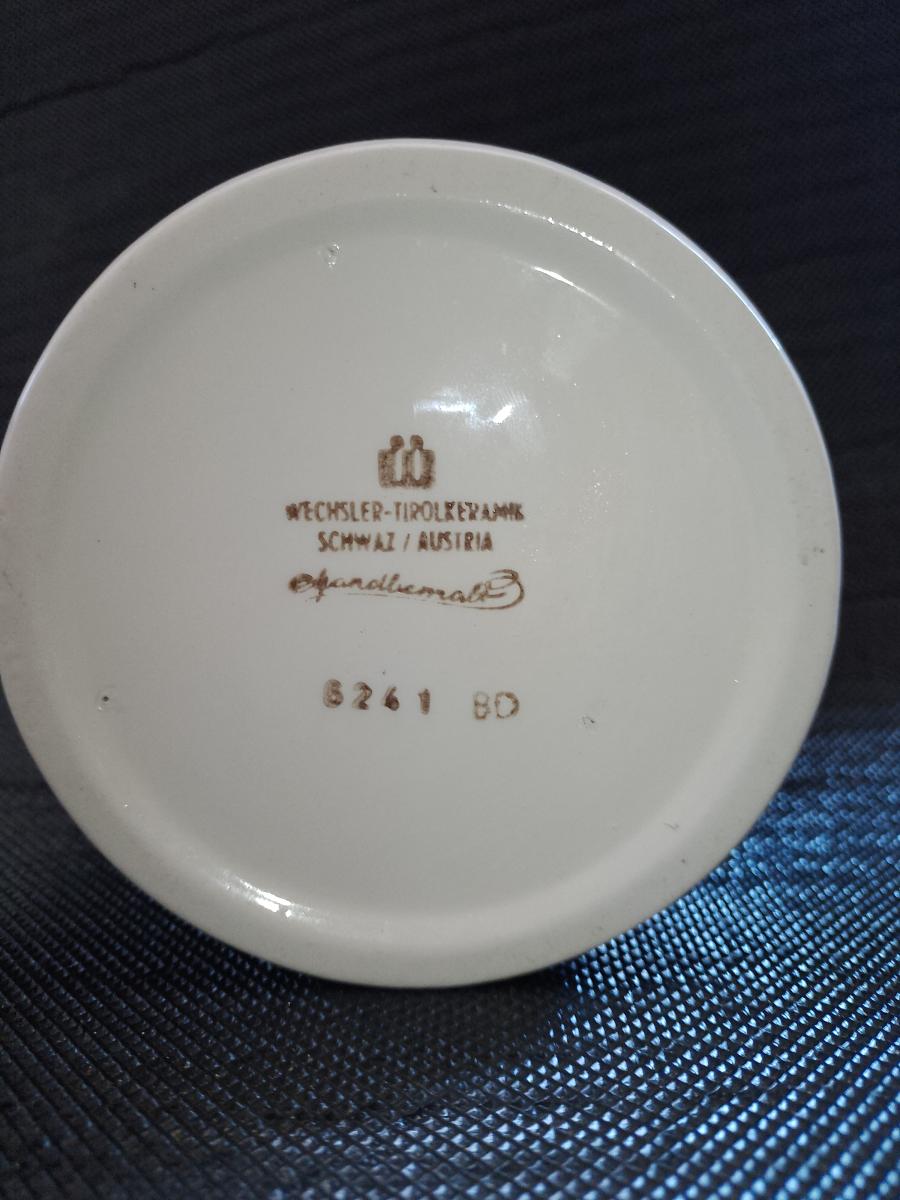 WECHSLER-TIROLKERAMIK
SCHWAZ / AUSTRIA
Handbemalt
6261 BD